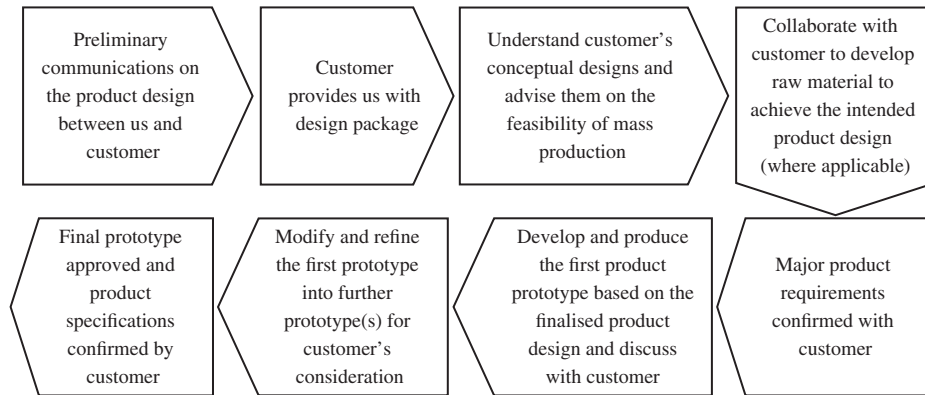 Preliminary
communications on
the product design
between us and
customer
Customer
provides us with
design package
Understand customer's
conceptual designs and
advise them on the
feasibility of mass
production
Collaborate with
customer to develop
raw material to
achieve the intended
product design
(where applicable)
Major product
requirements
confirmed with
customer
Develop and produce
the first product
prototype based on the
finalised product
design and discuss
with customer
Modify and refine
the first prototype
into further
prototype(s) for
customer's
consideration
Final prototype
approved and
product
specifications
confirmed by
customer